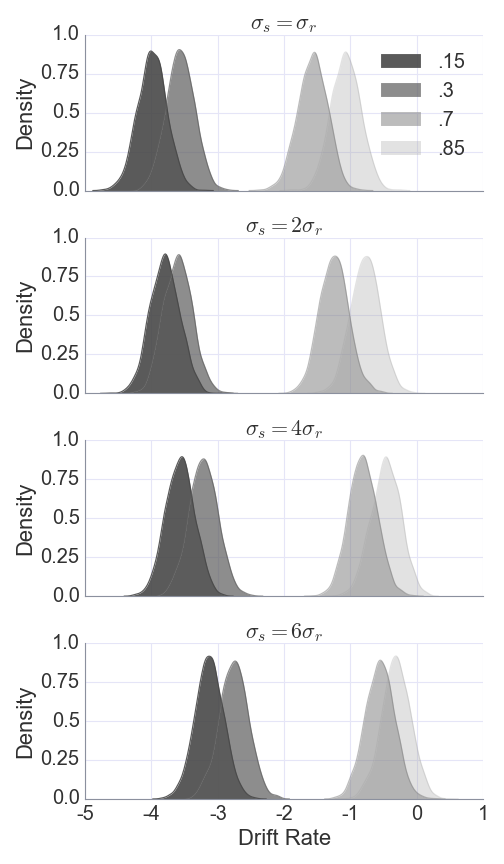 σ_s = σ_r
1.0
0.75
0.5
0.25
0.0
Density
.15
.3
.7
.85
σ_s = 2σ_r
1.0
0.75
0.5
0.25
0.0
Density
σ_s = 4σ_r
1.0
0.75
0.5
0.25
0.0
Density
σ_s = 6σ_r
1.0
0.75
0.5
0.25
0.0
Density
-5 -4 -3 -2 -1 0 1
Drift Rate